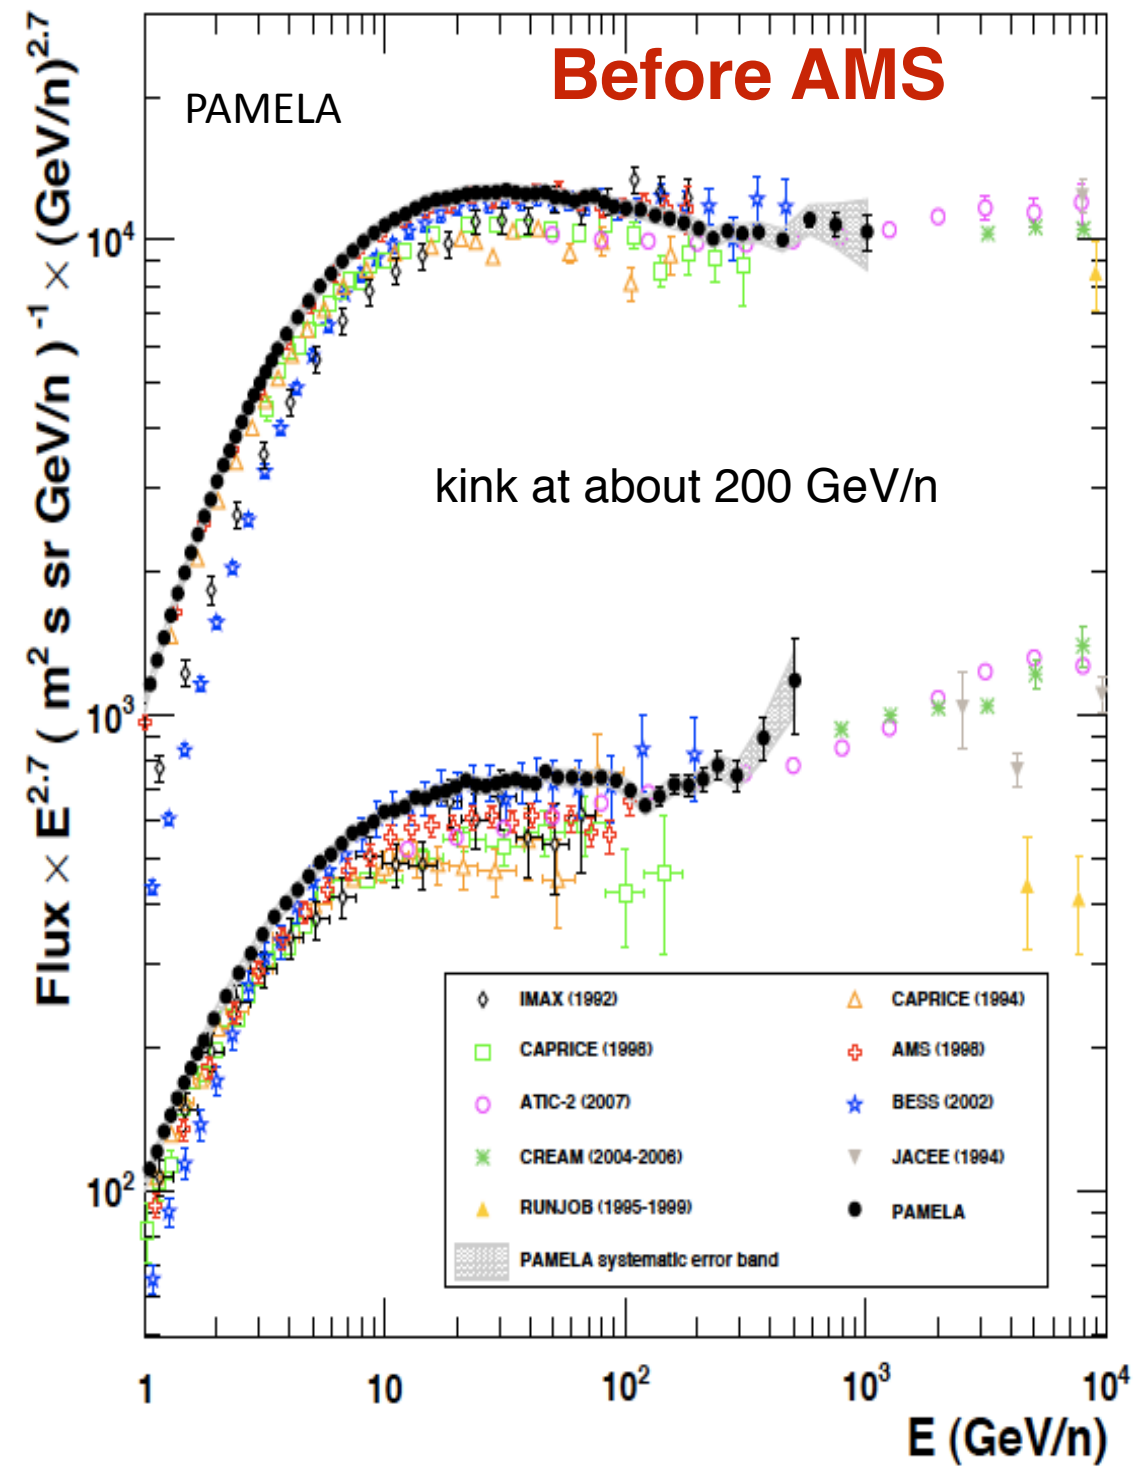 Before AMS
PAMELA
kink at about 200 GeV/n
Flux × E^2.7 ( m^2 s sr GeV/n )^-1 × (GeV/n)^2.7
10^4
10^3
10^2
IMAX (1992)
CAPRICE (1994)
CAPRICE (1998)
AMS (1998)
ATIC-2 (2007)
BESS (2002)
CREAM (2004-2006)
JACEE (1994)
RUNJOB (1995-1999)
PAMELA
PAMELA systematic error band
1
10
10^2
10^3
10^4
E (GeV/n)